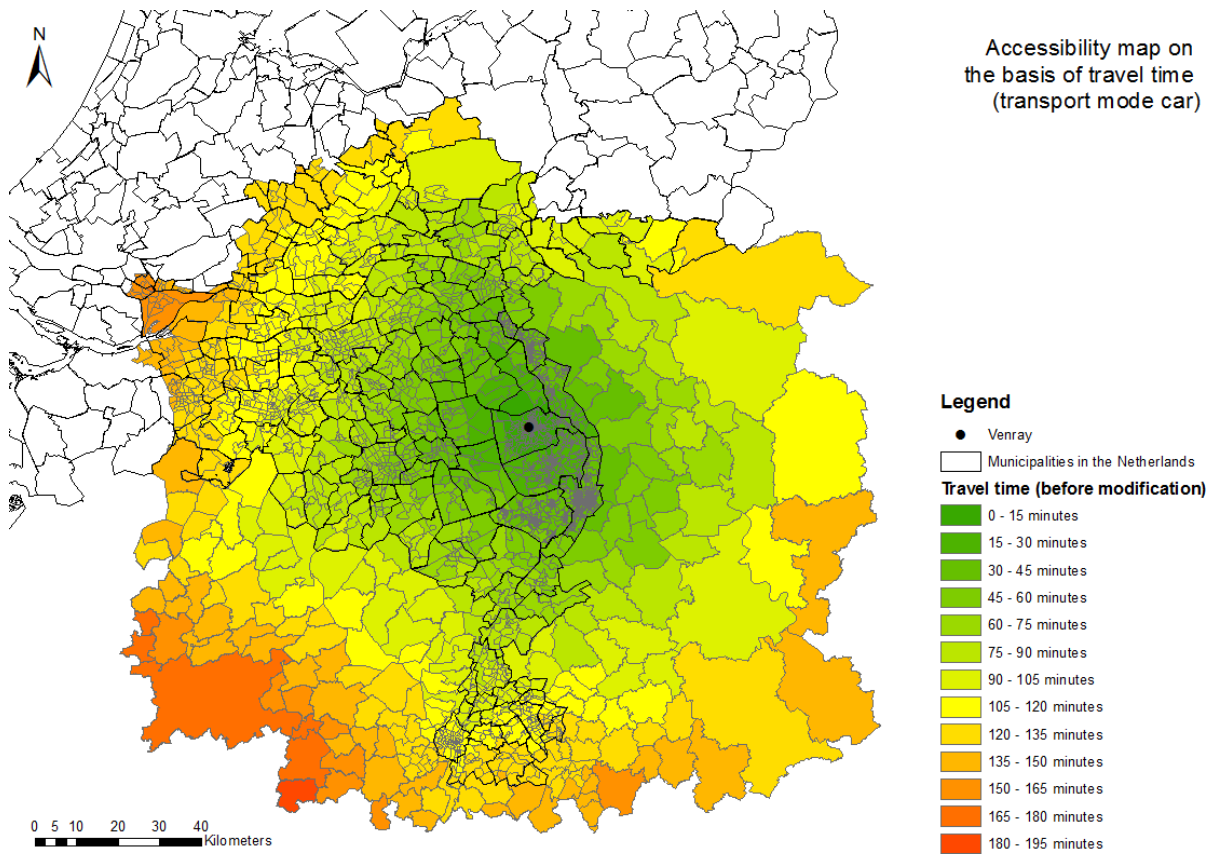 N
Accessibility map on
the basis of travel time
(transport mode car)
Legend
Venray
Municipalities in the Netherlands
Travel time (before modification)
0 - 15 minutes
15 - 30 minutes
30 - 45 minutes
45 - 60 minutes
60 - 75 minutes
75 - 90 minutes
90 - 105 minutes
105 - 120 minutes
120 - 135 minutes
135 - 150 minutes
150 - 165 minutes
165 - 180 minutes
180 - 195 minutes
0 5 10 20 30 40
Kilometers